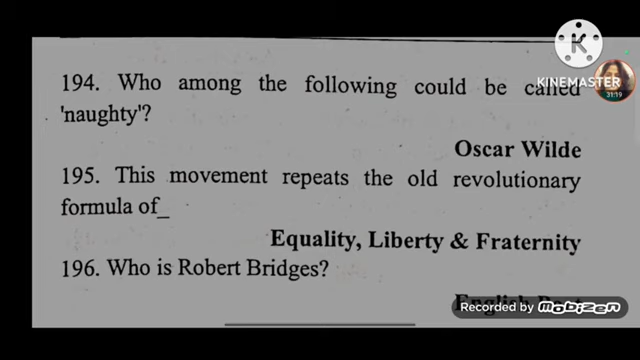 194. Who among the following could be called
'naughty'?
Oscar Wilde
195. This movement repeats the old revolutionary
formula of_
Equality, Liberty & Fraternity
196. Who is Robert Bridges?
English
K
KINEMASTER
31:19
Recorded by mobizen